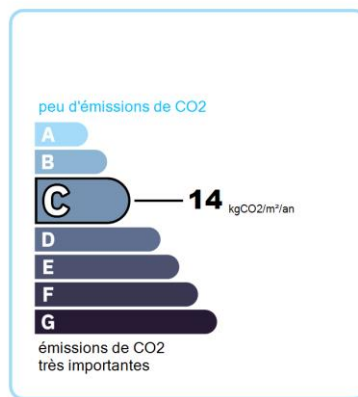 peu d'émissions de CO2
A
B
C 14 kgCO2/m²/an
D
E
F
G
émissions de CO2
très importantes